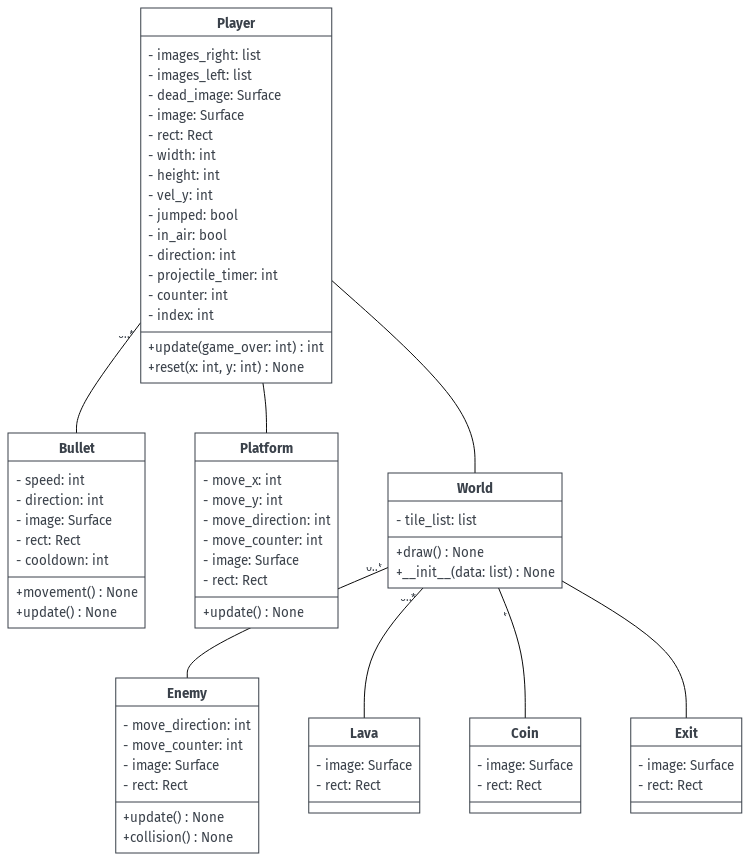 Player
- images_right: list
- images_left: list
- dead_image: Surface
- image: Surface
- rect: Rect
- width: int
- height: int
- vel_y: int
- jumped: bool
- in_air: bool
- direction: int
- projectile_timer: int
- counter: int
- index: int
+update(game_over: int) : int
+reset(x: int, y: int) : None
Bullet
- speed: int
- direction: int
- image: Surface
- rect: Rect
- cooldown: int
+movement() : None
+update() : None
Platform
- move_x: int
- move_y: int
- move_direction: int
- move_counter: int
- image: Surface
- rect: Rect
+update() : None
World
- tile_list: list
+draw() : None
+__init__(data: list) : None
Enemy
- move_direction: int
- move_counter: int
- image: Surface
- rect: Rect
+update() : None
+collision() : None
Lava
- image: Surface
- rect: Rect
Coin
- image: Surface
- rect: Rect
Exit
- image: Surface
- rect: Rect